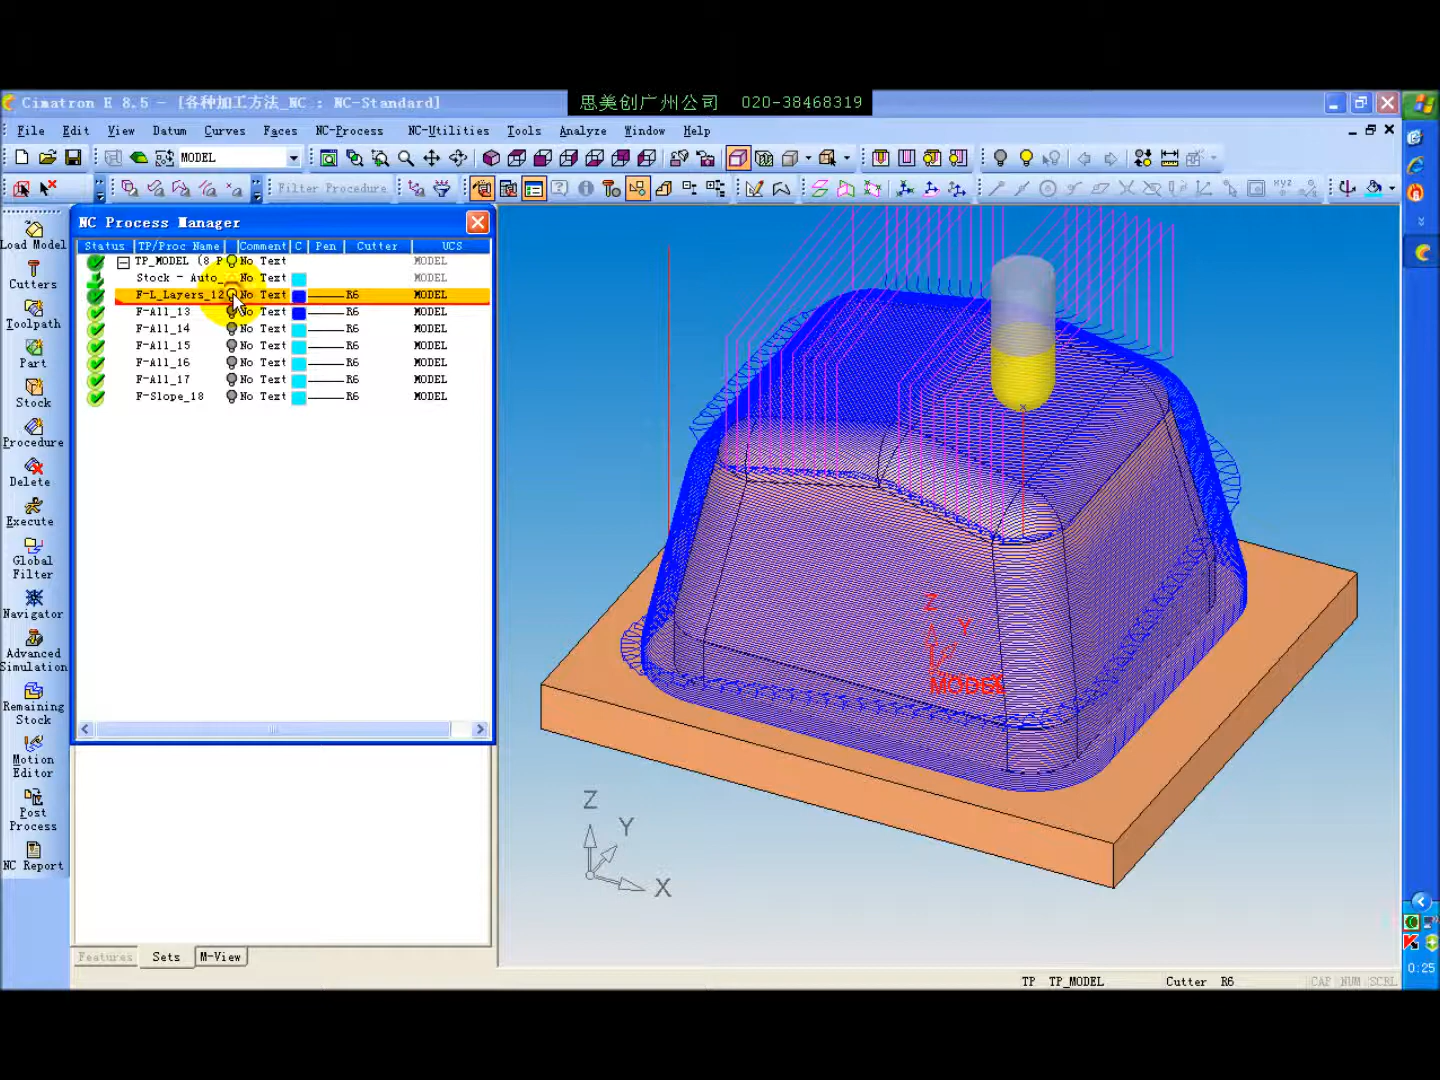 Cimatron E 8.5 - [各种加工方法_NC : NC-Standard]
思美创广州公司 020-38468319
File Edit View Datum Curves Faces NC-Process NC-Utilities Tools Analyze Window Help
MODEL
Filter Procedure
Load Model
Cutters
Toolpath
Part
Stock
Procedure
Delete
Execute
Global Filter
Navigator
Advanced Simulation
Remaining Stock
Motion Editor
Post Process
NC Report
NC Process Manager
Status TP/Proc Name Comment C Pen Cutter UCS
TP_MODEL (8 P No Text MODEL
Stock - Auto_ No Text MODEL
F-L_Layers_12 No Text R6 MODEL
F-All_13 No Text R6 MODEL
F-All_14 No Text R6 MODEL
F-All_15 No Text R6 MODEL
F-All_16 No Text R6 MODEL
F-All_17 No Text R6 MODEL
F-Slope_18 No Text R6 MODEL
Features Sets M-View
Z
Y
MODEL
Z
Y
X
TP TP_MODEL Cutter R6 CAP NUM SCRL
0:25